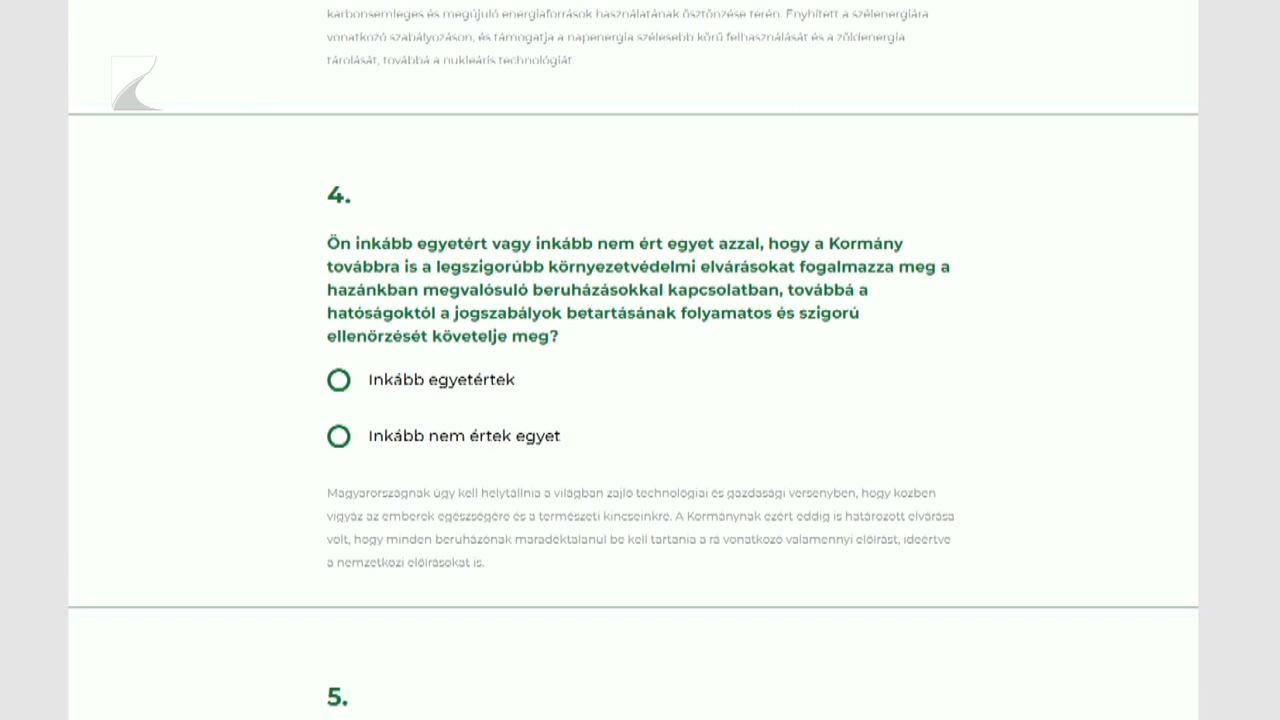 karbonsemleges és megújuló energiaforrások használatának ösztönzése terén. Enyhített a szélenergiára
vonatkozó szabályozáson, és támogatja a napenergia szélesebb körű felhasználását és a zöldenergia
tárolását, továbbá a nukleáris technológiát.
4.
Ön inkább egyetért vagy inkább nem ért egyet azzal, hogy a Kormány
továbbra is a legszigorúbb környezetvédelmi elvárásokat fogalmazza meg a
hazánkban megvalósuló beruházásokkal kapcsolatban, továbbá a
hatóságoktól a jogszabályok betartásának folyamatos és szigorú
ellenőrzését követelje meg?
Inkább egyetértek
Inkább nem értek egyet
Magyarországnak úgy kell helytállnia a világban zajló technológiai és gazdasági versenyben, hogy közben
vigyáz az emberek egészségére és a természeti kincseinkre. A Kormánynak ezért eddig is határozott elvárása
volt, hogy minden beruházónak maradéktalanul be kell tartania a rá vonatkozó valamennyi előírást, ideértve
a nemzetközi előírásokat is.
5.